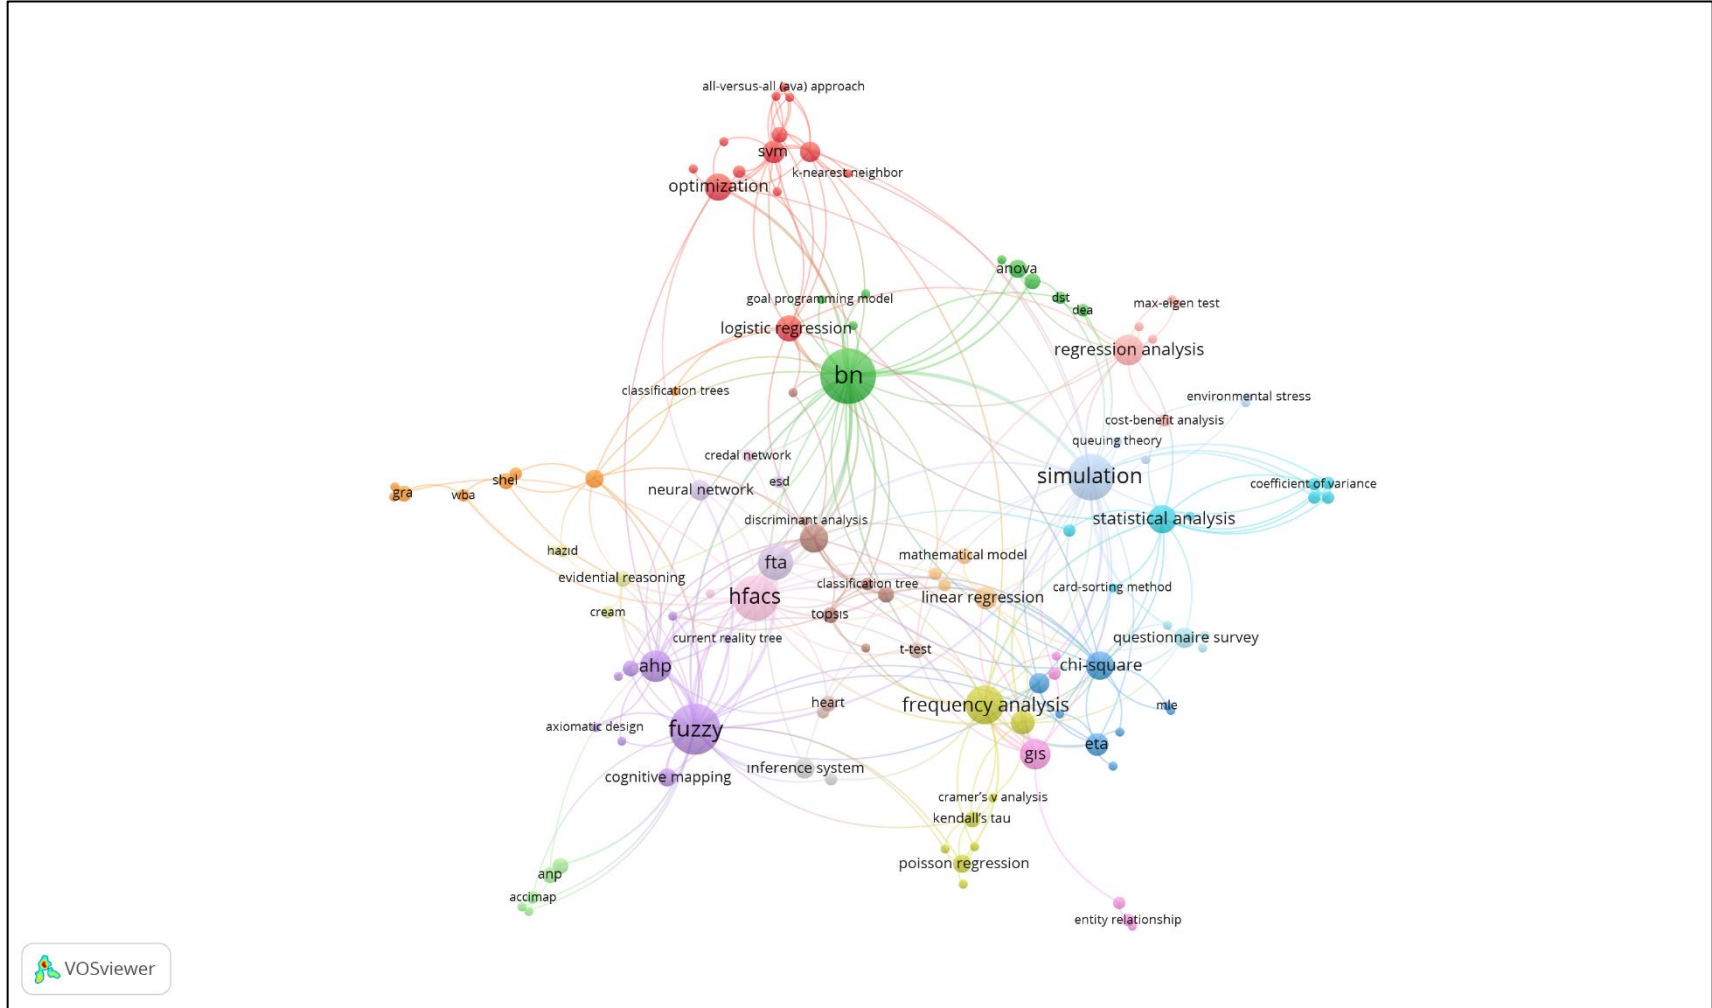 all-versus-all (ava) approach
svm
k-nearest neighbor
optimization
anova
dst
dea
goal programming model
max-eigen test
logistic regression
regression analysis
bn
classification trees
environmental stress
cost-benefit analysis
queuing theory
credal network
simulation
shel
esd
neural network
coefficient of variance
gra
wba
discriminant analysis
statistical analysis
hazıd
mathematical model
fta
evidential reasoning
classification tree
card-sorting method
hfacs
linear regression
cream
topsıs
current reality tree
questionnaire survey
t-test
ahp
chi-square
heart
frequency analysis
mle
axiomatic design
fuzzy
eta
gıs
ınference system
cognitive mapping
cramer's v analysis
kendall's tau
poisson regression
anp
accimap
entity relationship
VOSviewer